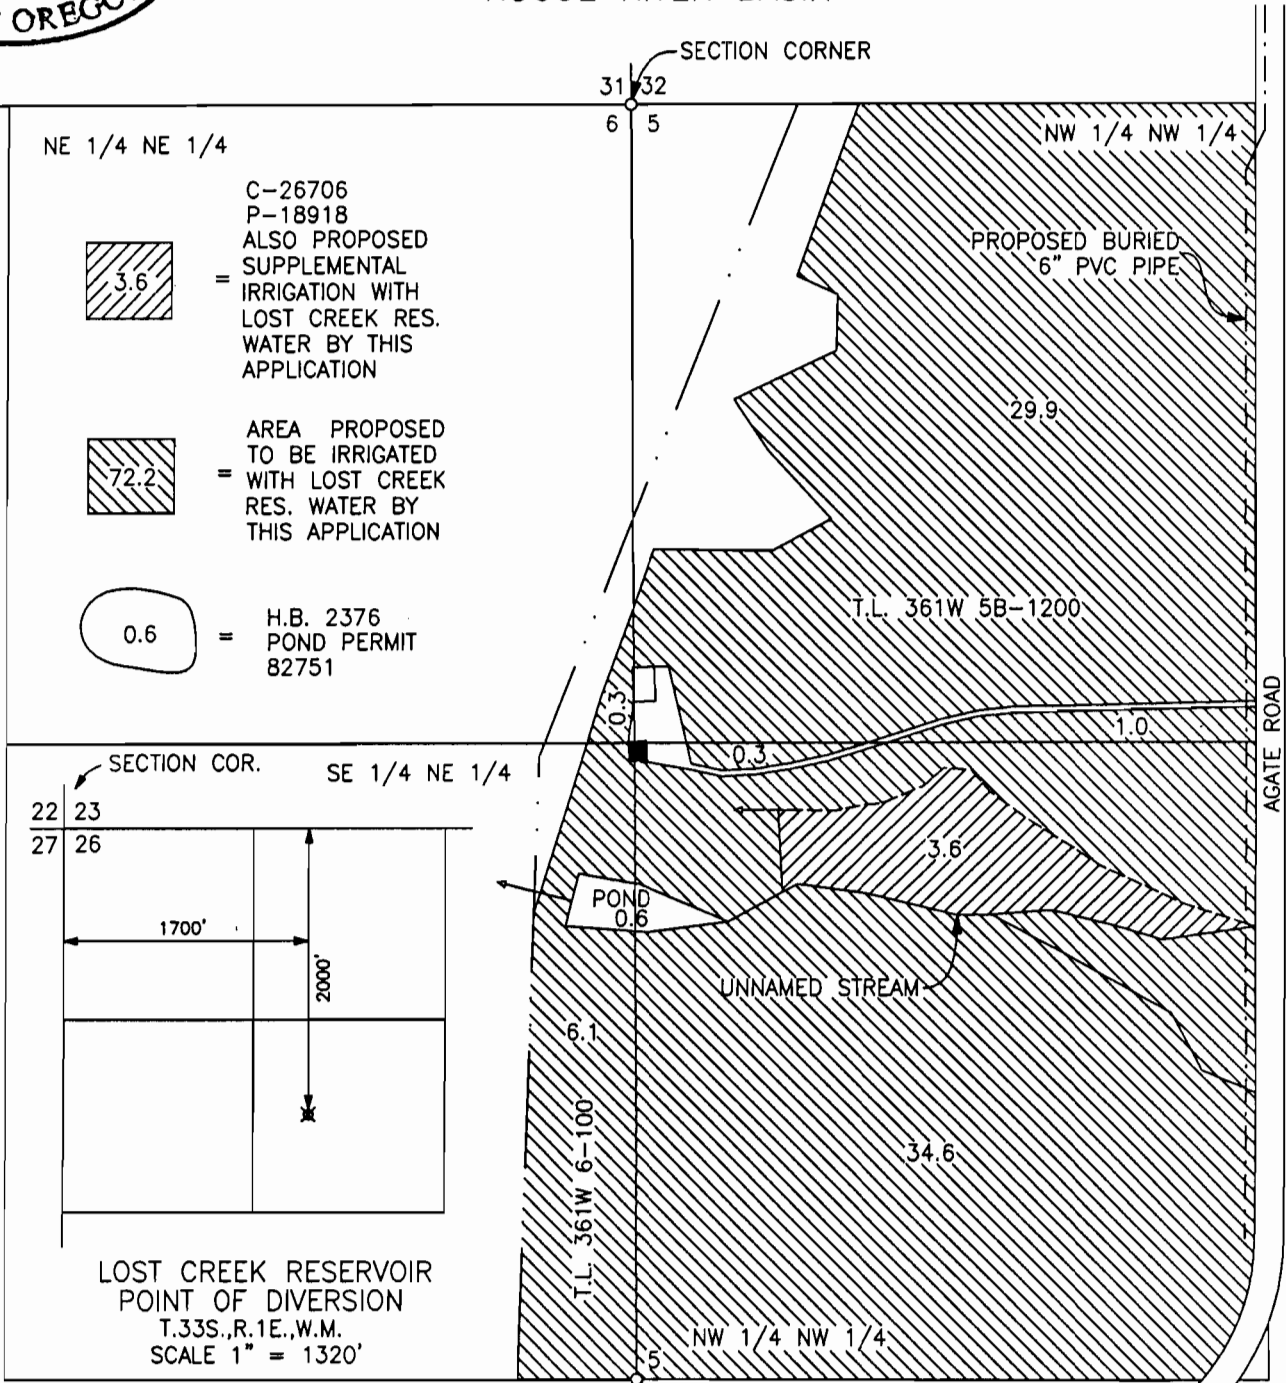 OREGO
SECTION CORNER
31 32
6 5
NE 1/4 NE 1/4
NW 1/4 NW 1/4
C-26706
P-18918
ALSO PROPOSED
SUPPLEMENTAL
IRRIGATION WITH
LOST CREEK RES.
WATER BY THIS
APPLICATION
3.6
=
PROPOSED BURIED
6" PVC PIPE
29.9
AREA PROPOSED
TO BE IRRIGATED
WITH LOST CREEK
RES. WATER BY
THIS APPLICATION
72.2
=
T.L. 361W 5B-1200
0.6
=
H.B. 2376
POND PERMIT
82751
0.3
1.0
0.3
AGATE ROAD
SECTION COR.
SE 1/4 NE 1/4
22 23
27 26
1700'
2000'
3.6
POND
0.6
UNNAMED STREAM
6.1
T.L. 361W 6-100
34.6
LOST CREEK RESERVOIR
POINT OF DIVERSION
T.33S.,R.1E.,W.M.
SCALE 1" = 1320'
NW 1/4 NW 1/4
5